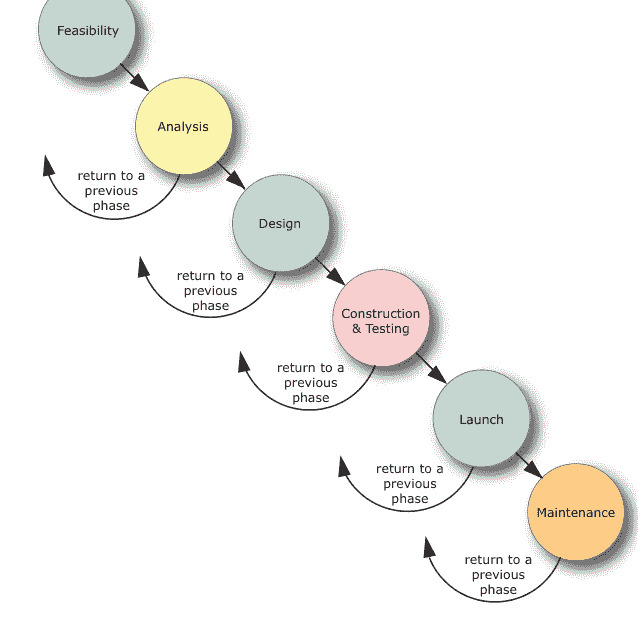 Feasibility
Analysis
return to a
previous
phase
Design
return to a
previous
phase
Construction
& Testing
return to a
previous
phase
Launch
return to a
previous
phase
Maintenance
return to a
previous
phase